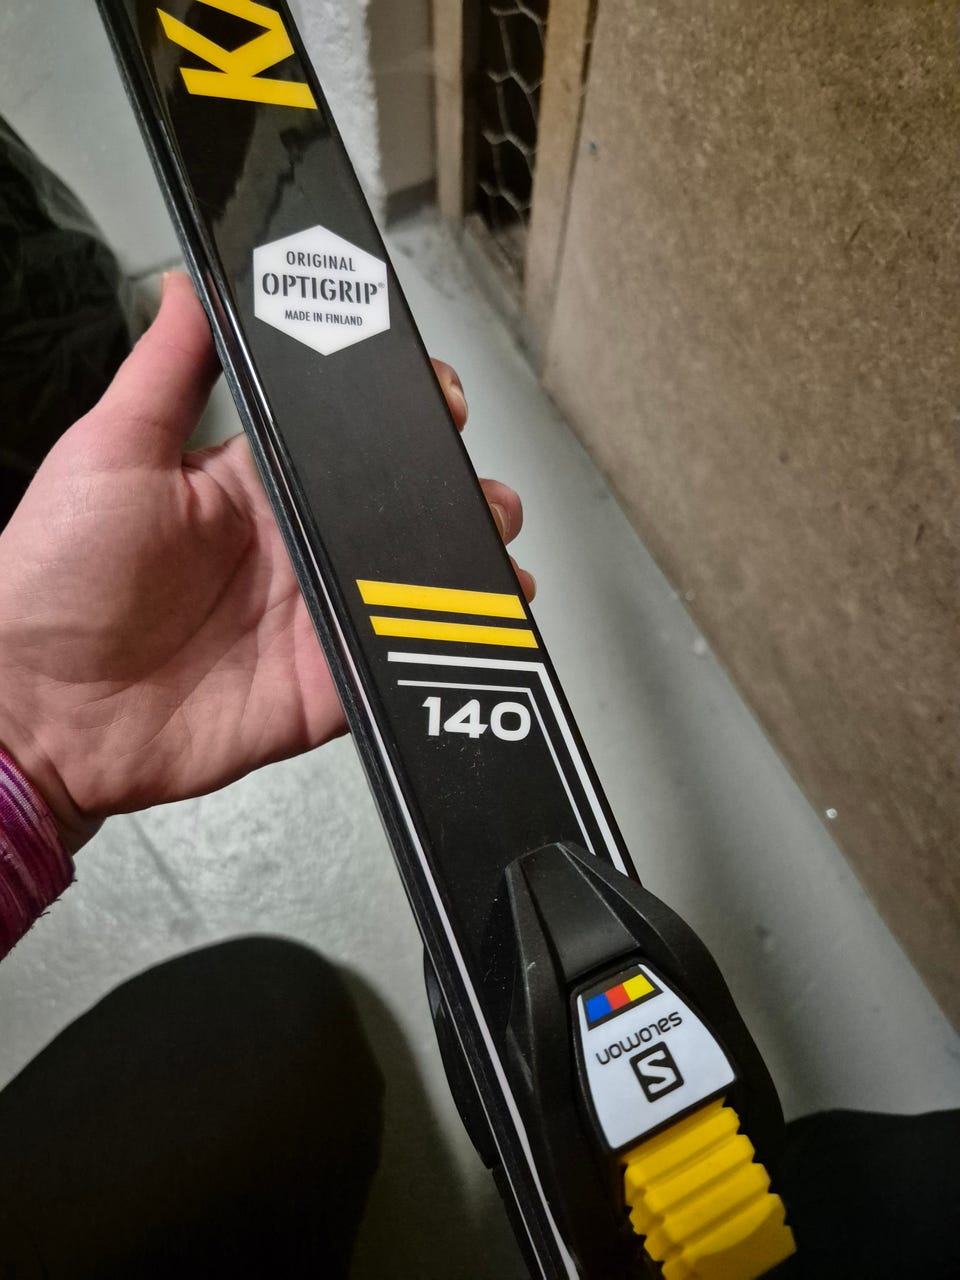 ORIGINAL
OPTIGRIP®
MADE IN FINLAND
140
salomon
S